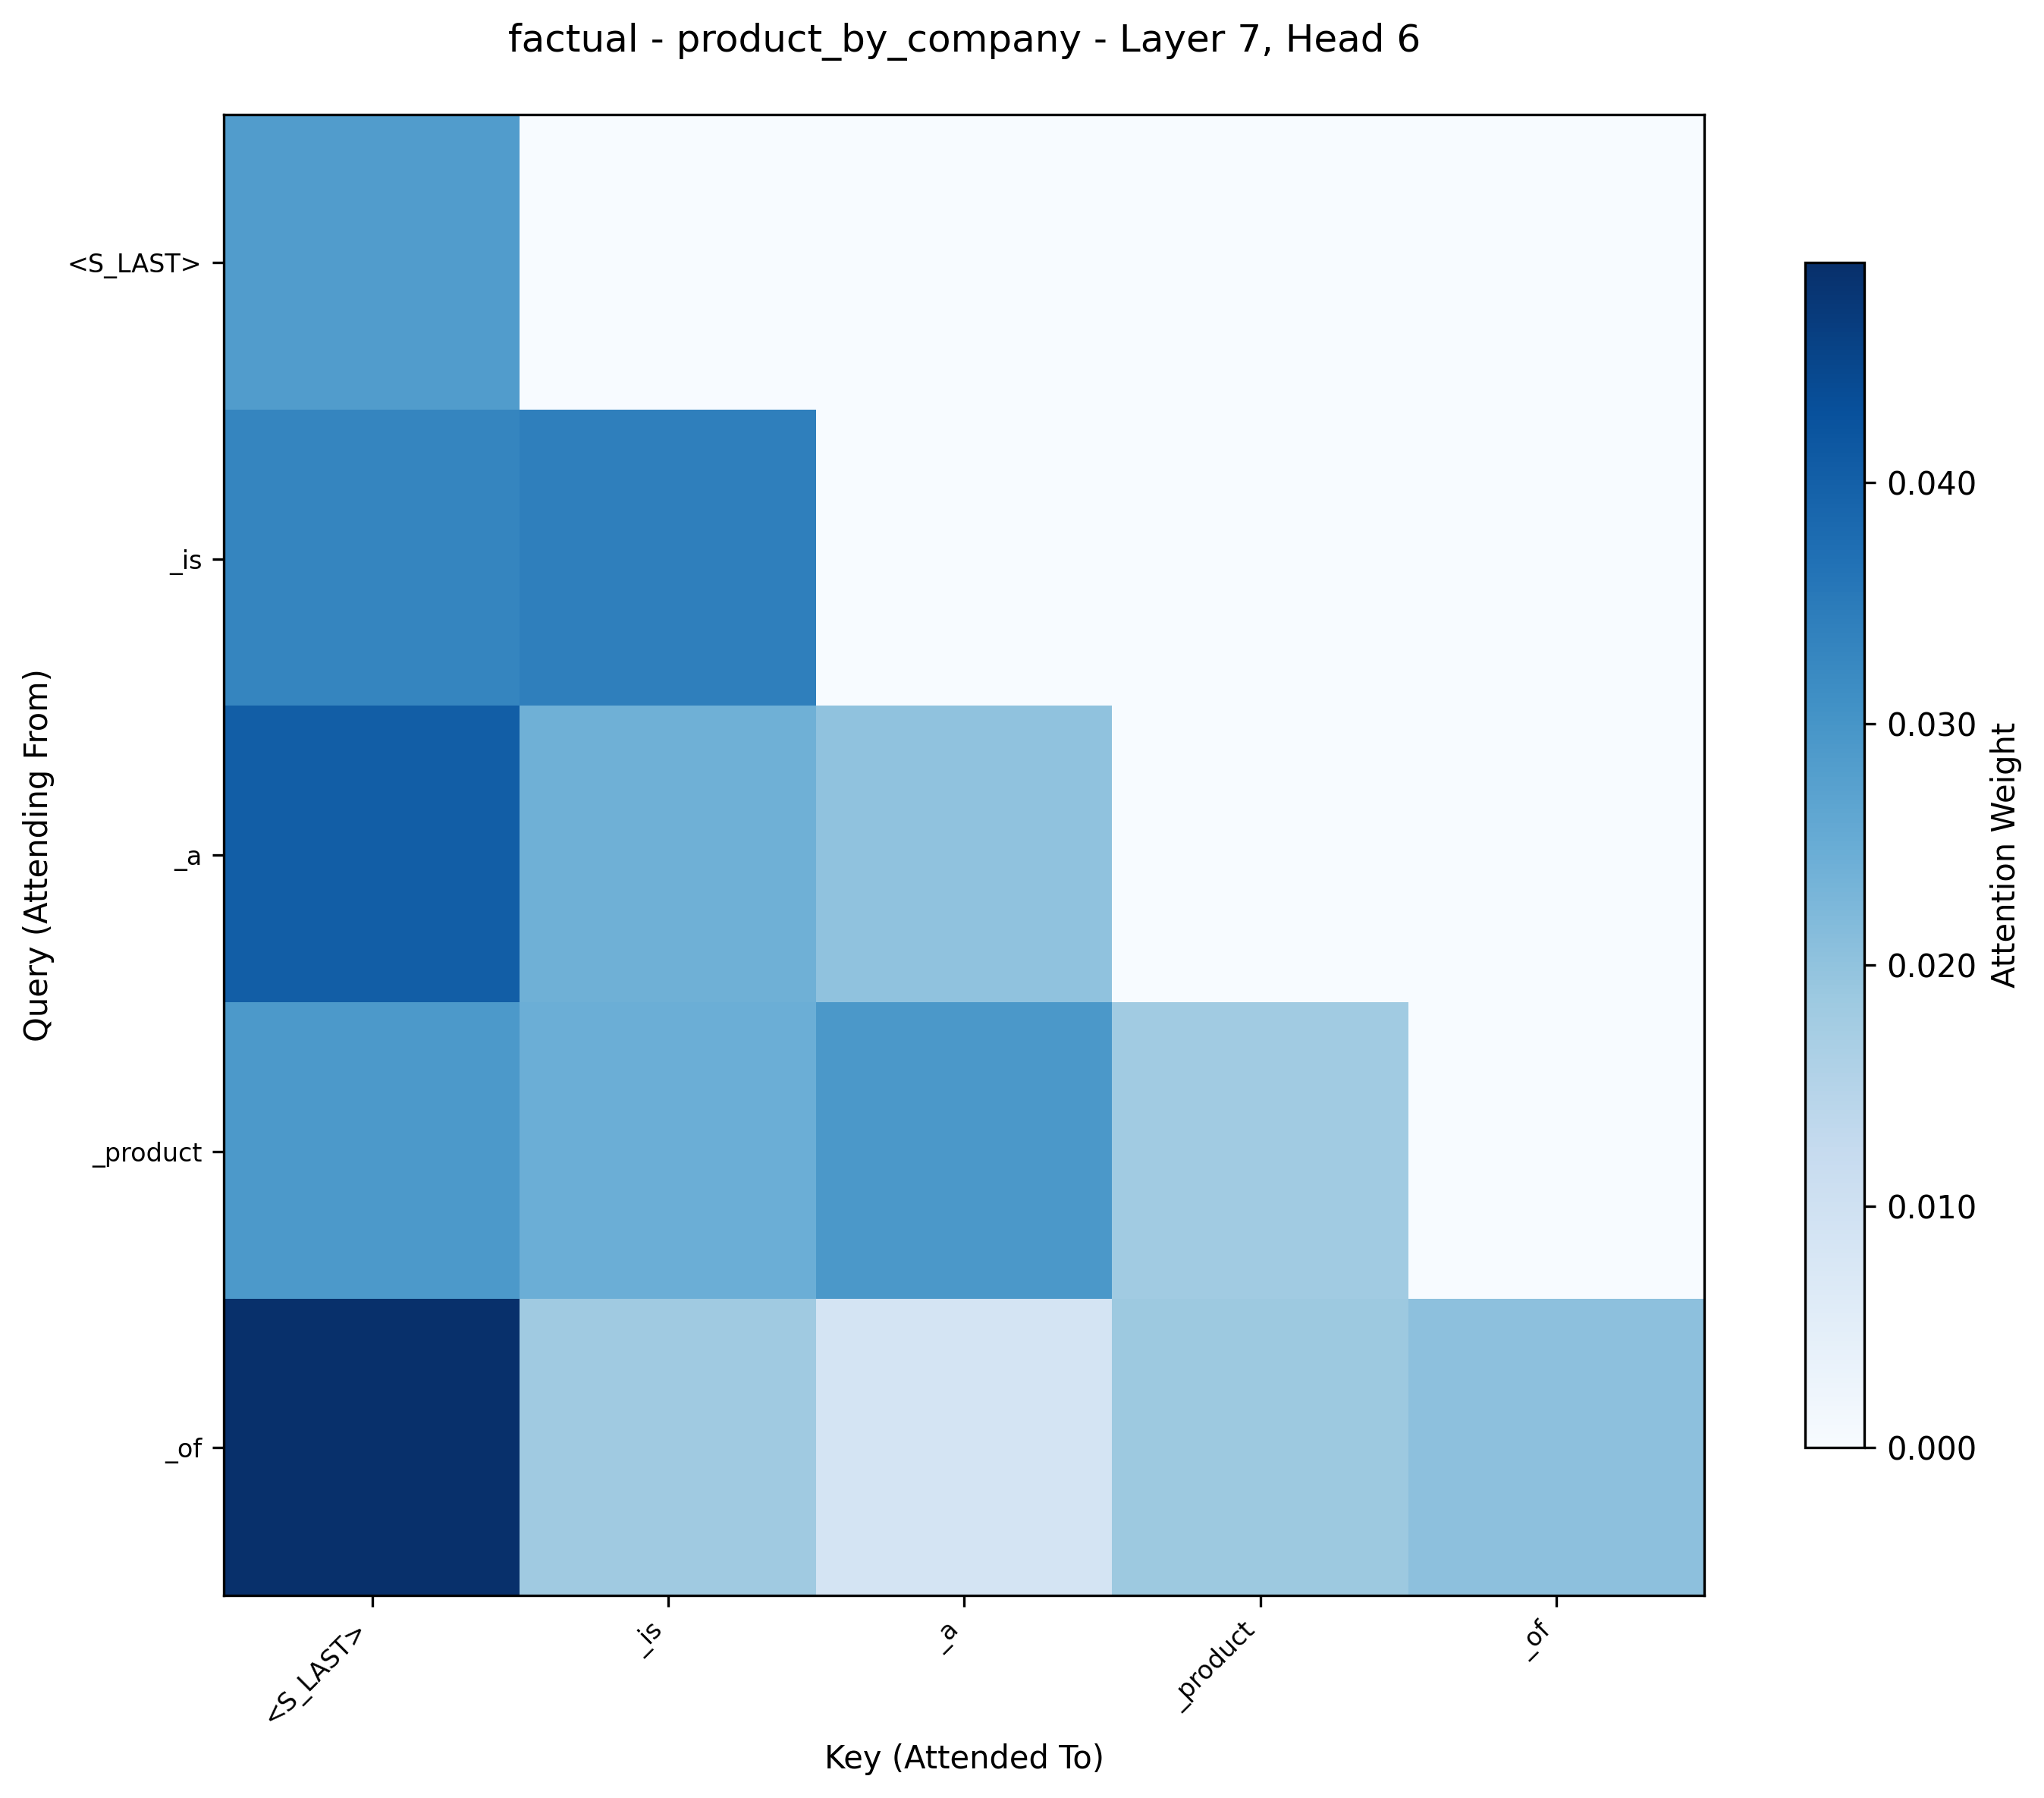 factual - product_by_company - Layer 7, Head 6
Query (Attending From)
<S_LAST>
_is
_a
_product
_of
<S_LAST>
_is
_a
_product
_of
Key (Attended To)
0.040
0.030
0.020
0.010
0.000
Attention Weight